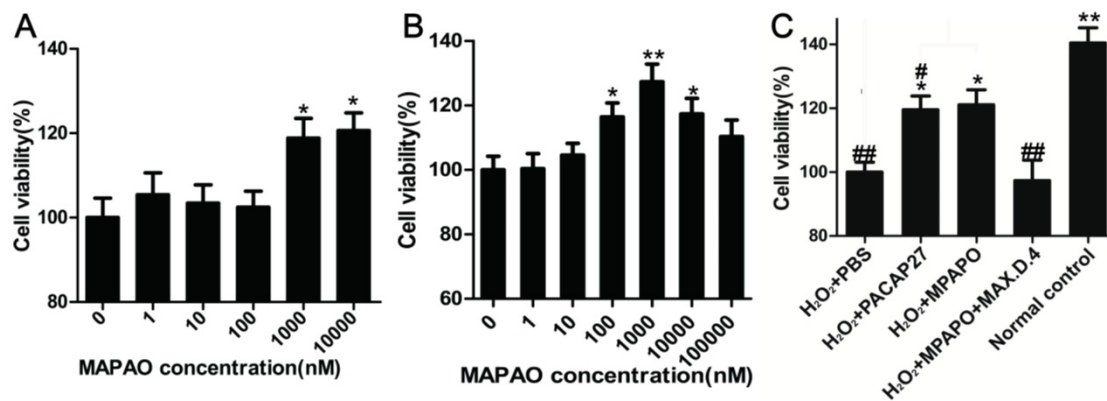 A
Cell viability(%)
140
120
100
80
* *
0 1 10 100 1000 10000
MAPAO concentration(nM)
B
Cell viability(%)
140
120
100
80
60
* ** *
0 1 10 100 1000 10000 100000
MAPAO concentration(nM)
C
Cell viability(%)
140
120
100
80
##
#
*
*
##
**
H₂O₂+PBS
H₂O₂+PACAP27
H₂O₂+MPAPO
H₂O₂+MPAPO+MAX.D.4
Normal control